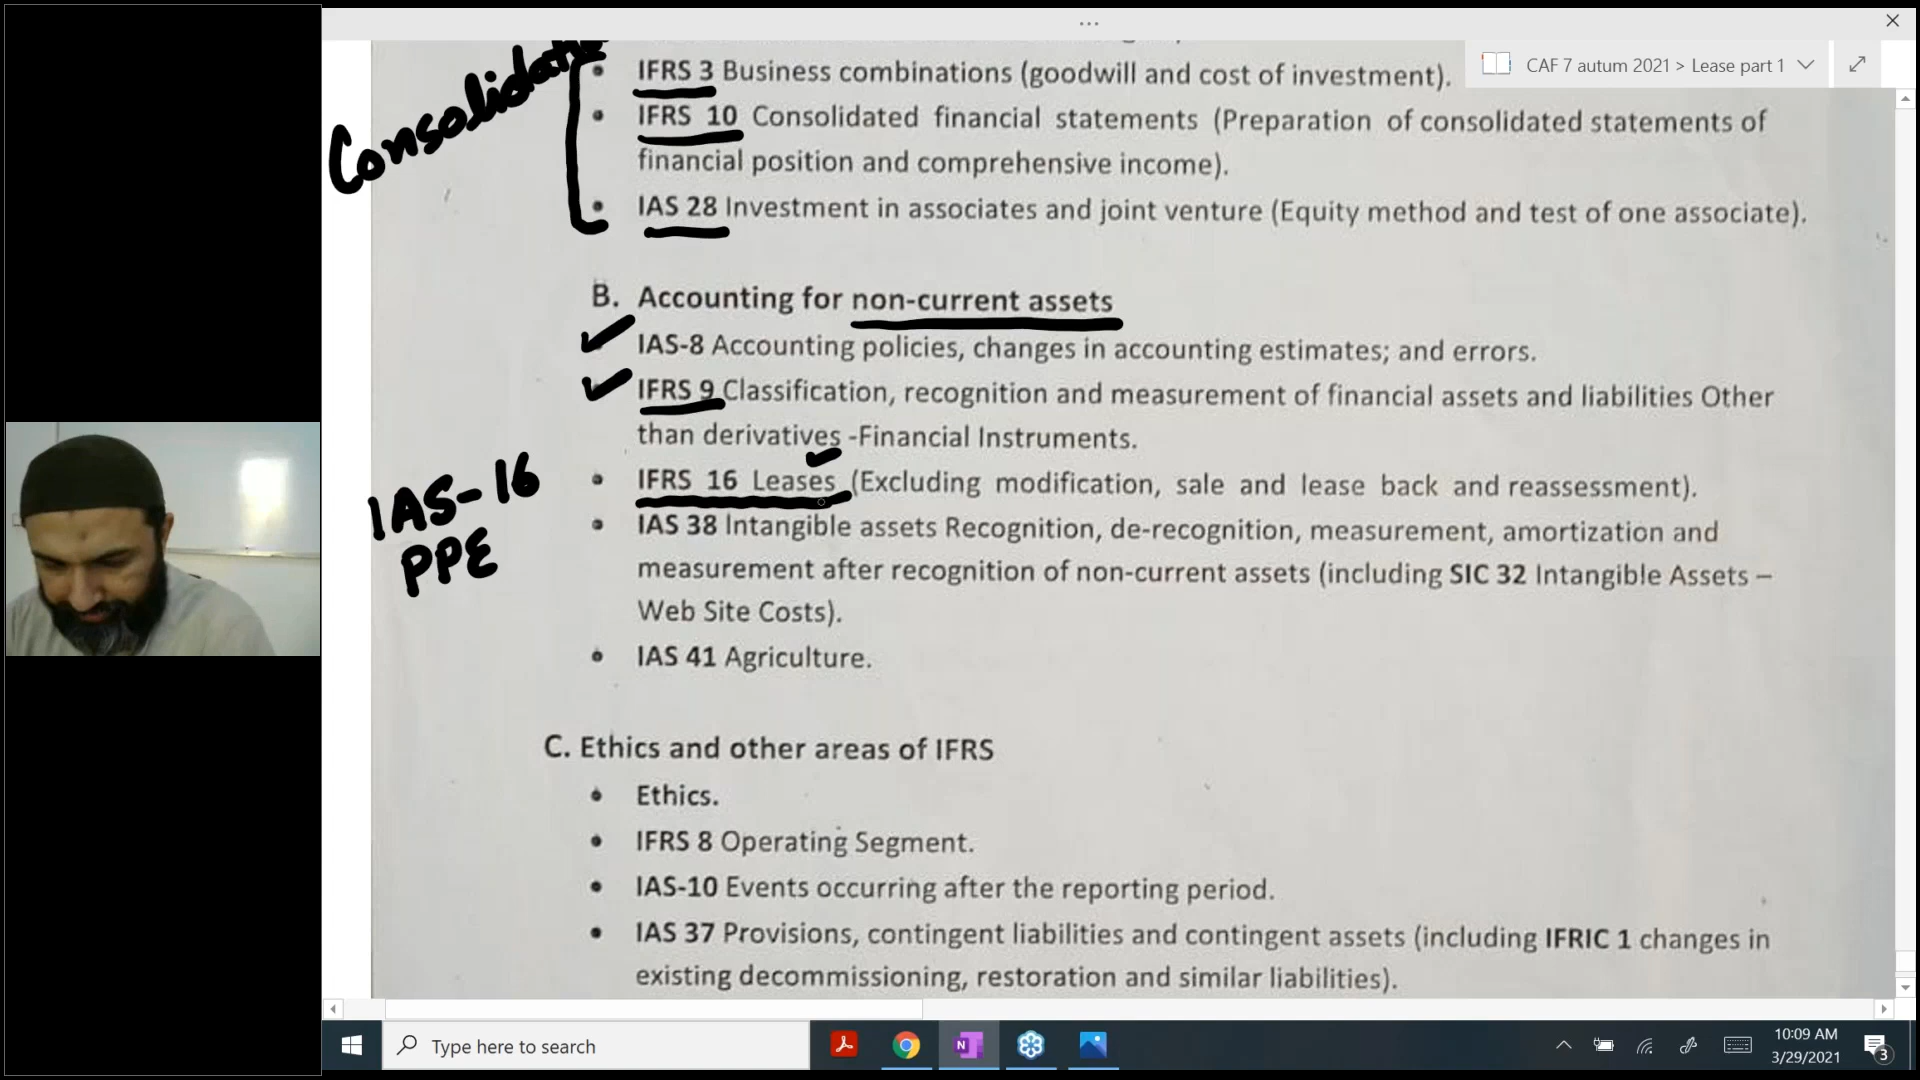 ...
CAF 7 autum 2021 > Lease part 1
Consolidation
• IFRS 3 Business combinations (goodwill and cost of investment).
• IFRS 10 Consolidated financial statements (Preparation of consolidated statements of
financial position and comprehensive income).
• IAS 28 Investment in associates and joint venture (Equity method and test of one associate).
B. Accounting for non-current assets
IAS-8 Accounting policies, changes in accounting estimates; and errors.
IFRS 9 Classification, recognition and measurement of financial assets and liabilities Other
than derivatives -Financial Instruments.
IAS-16
PPE
• IFRS 16 Leases (Excluding modification, sale and lease back and reassessment).
• IAS 38 Intangible assets Recognition, de-recognition, measurement, amortization and
measurement after recognition of non-current assets (including SIC 32 Intangible Assets –
Web Site Costs).
• IAS 41 Agriculture.
C. Ethics and other areas of IFRS
• Ethics.
• IFRS 8 Operating Segment.
• IAS-10 Events occurring after the reporting period.
• IAS 37 Provisions, contingent liabilities and contingent assets (including IFRIC 1 changes in
existing decommissioning, restoration and similar liabilities).
Type here to search
10:09 AM
3/29/2021
3